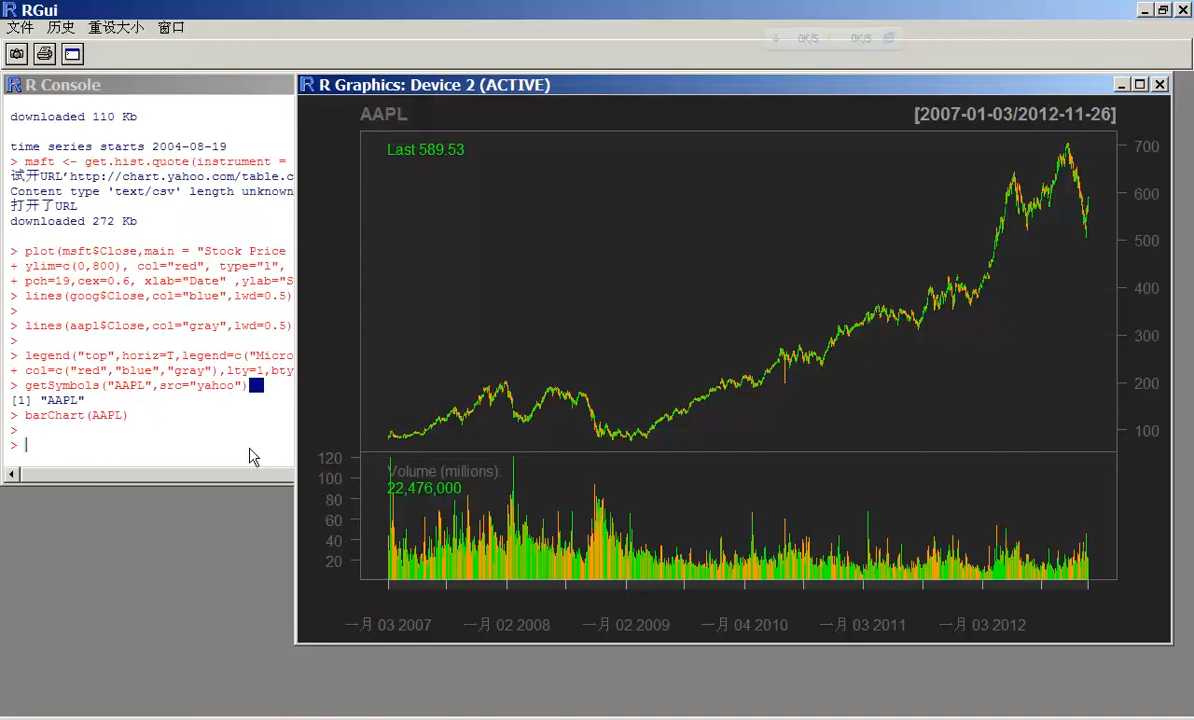 RGui
文件 历史 重设大小 窗口
0K/S 0K/S
R Console
downloaded 110 Kb
time series starts 2004-08-19
> msft <- get.hist.quote(instrument =
试开URL’http://chart.yahoo.com/table.c
Content type 'text/csv' length unknown
打开了URL
downloaded 272 Kb
> plot(msft$Close,main = "Stock Price
+ ylim=c(0,800), col="red", type="l",
+ pch=19,cex=0.6, xlab="Date" ,ylab="S
> lines(goog$Close,col="blue",lwd=0.5)
>
> lines(aapl$Close,col="gray",lwd=0.5)
>
> legend("top",horiz=T,legend=c("Micro
+ col=c("red","blue","gray"),lty=1,bty
> getSymbols("AAPL",src="yahoo")
[1] "AAPL"
> barChart(AAPL)
>
>
R Graphics: Device 2 (ACTIVE)
AAPL [2007-01-03/2012-11-26]
Last 589.53
700
600
500
400
300
200
100
Volume (millions):
22,476,000
120
100
80
60
40
20
一月 03 2007 一月 02 2008 一月 02 2009 一月 04 2010 一月 03 2011 一月 03 2012